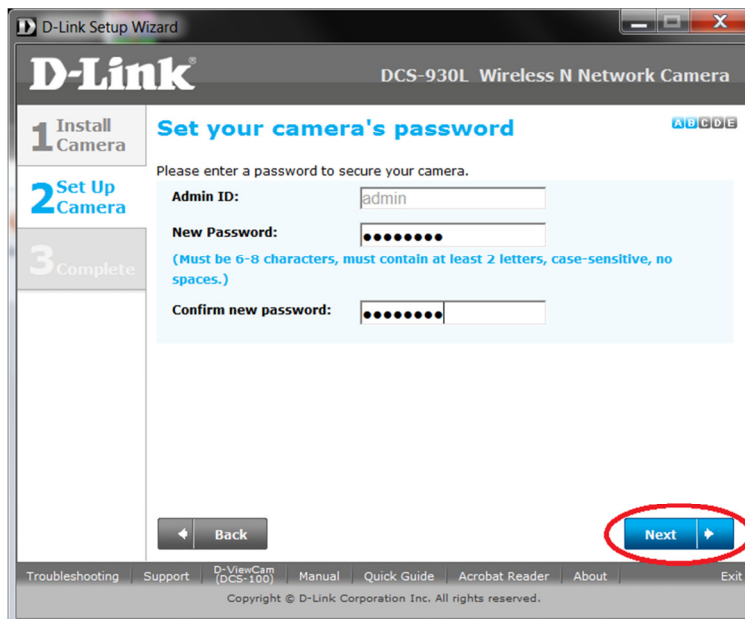 D-Link Setup Wizard
D-Link®
DCS-930L Wireless N Network Camera
1 Install
Camera
2 Set Up
Camera
3 Complete
Set your camera's password
A B C D E
Please enter a password to secure your camera.
Admin ID: admin
New Password: ●●●●●●●●
(Must be 6-8 characters, must contain at least 2 letters, case-sensitive, no
spaces.)
Confirm new password: ●●●●●●●●
Back
Next
Troubleshooting Support D-ViewCam
(DCS-100) Manual Quick Guide Acrobat Reader About Exit
Copyright © D-Link Corporation Inc. All rights reserved.